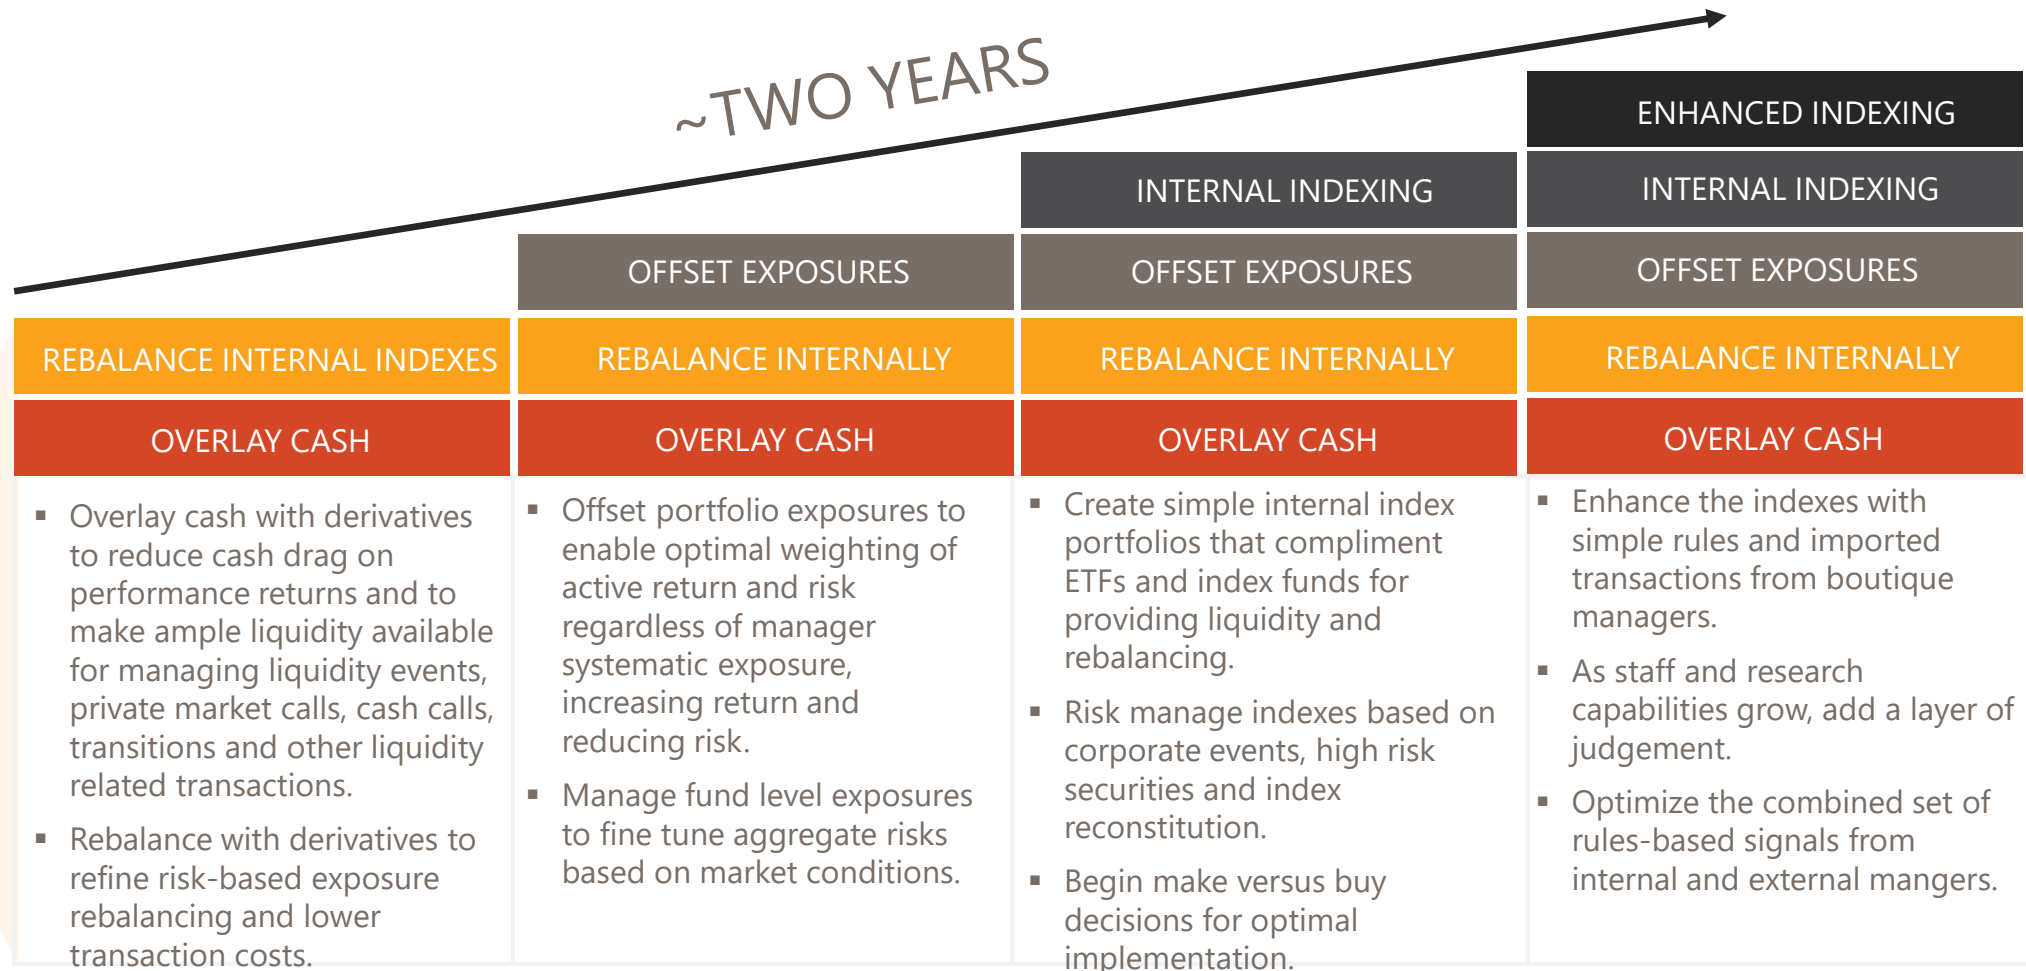 ~TWO YEARS
REBALANCE INTERNAL INDEXES
OVERLAY CASH
▪ Overlay cash with derivatives
to reduce cash drag on
performance returns and to
make ample liquidity available
for managing liquidity events,
private market calls, cash calls,
transitions and other liquidity
related transactions.
▪ Rebalance with derivatives to
refine risk-based exposure
rebalancing and lower
transaction costs.
OFFSET EXPOSURES
REBALANCE INTERNALLY
OVERLAY CASH
▪ Offset portfolio exposures to
enable optimal weighting of
active return and risk
regardless of manager
systematic exposure,
increasing return and
reducing risk.
▪ Manage fund level exposures
to fine tune aggregate risks
based on market conditions.
INTERNAL INDEXING
OFFSET EXPOSURES
REBALANCE INTERNALLY
OVERLAY CASH
▪ Create simple internal index
portfolios that compliment
ETFs and index funds for
providing liquidity and
rebalancing.
▪ Risk manage indexes based on
corporate events, high risk
securities and index
reconstitution.
▪ Begin make versus buy
decisions for optimal
implementation.
ENHANCED INDEXING
INTERNAL INDEXING
OFFSET EXPOSURES
REBALANCE INTERNALLY
OVERLAY CASH
▪ Enhance the indexes with
simple rules and imported
transactions from boutique
managers.
▪ As staff and research
capabilities grow, add a layer of
judgement.
▪ Optimize the combined set of
rules-based signals from
internal and external mangers.